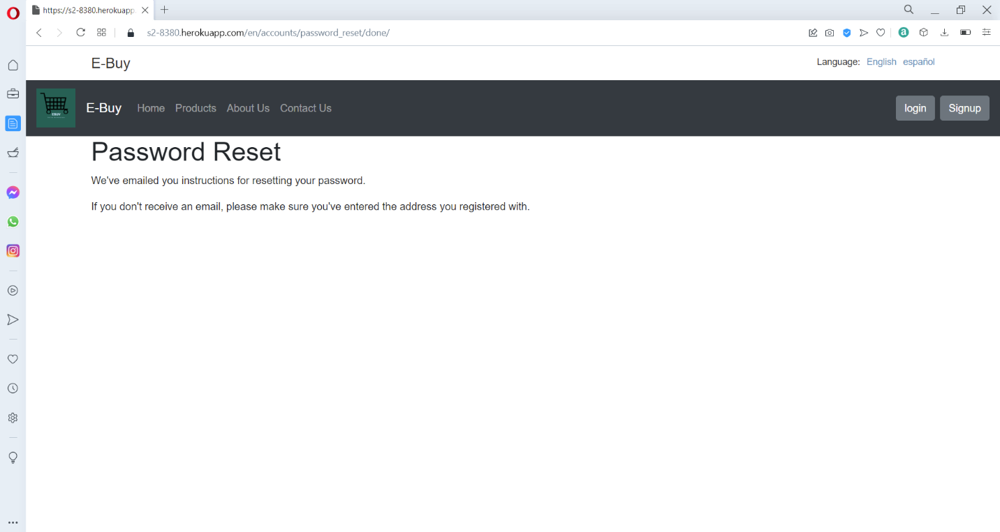 https://s2-8380.herokuapp
s2-8380.herokuapp.com/en/accounts/password_reset/done/
E-Buy
Language: English español
E-Buy Home Products About Us Contact Us login Signup
Password Reset
We've emailed you instructions for resetting your password.
If you don't receive an email, please make sure you've entered the address you registered with.